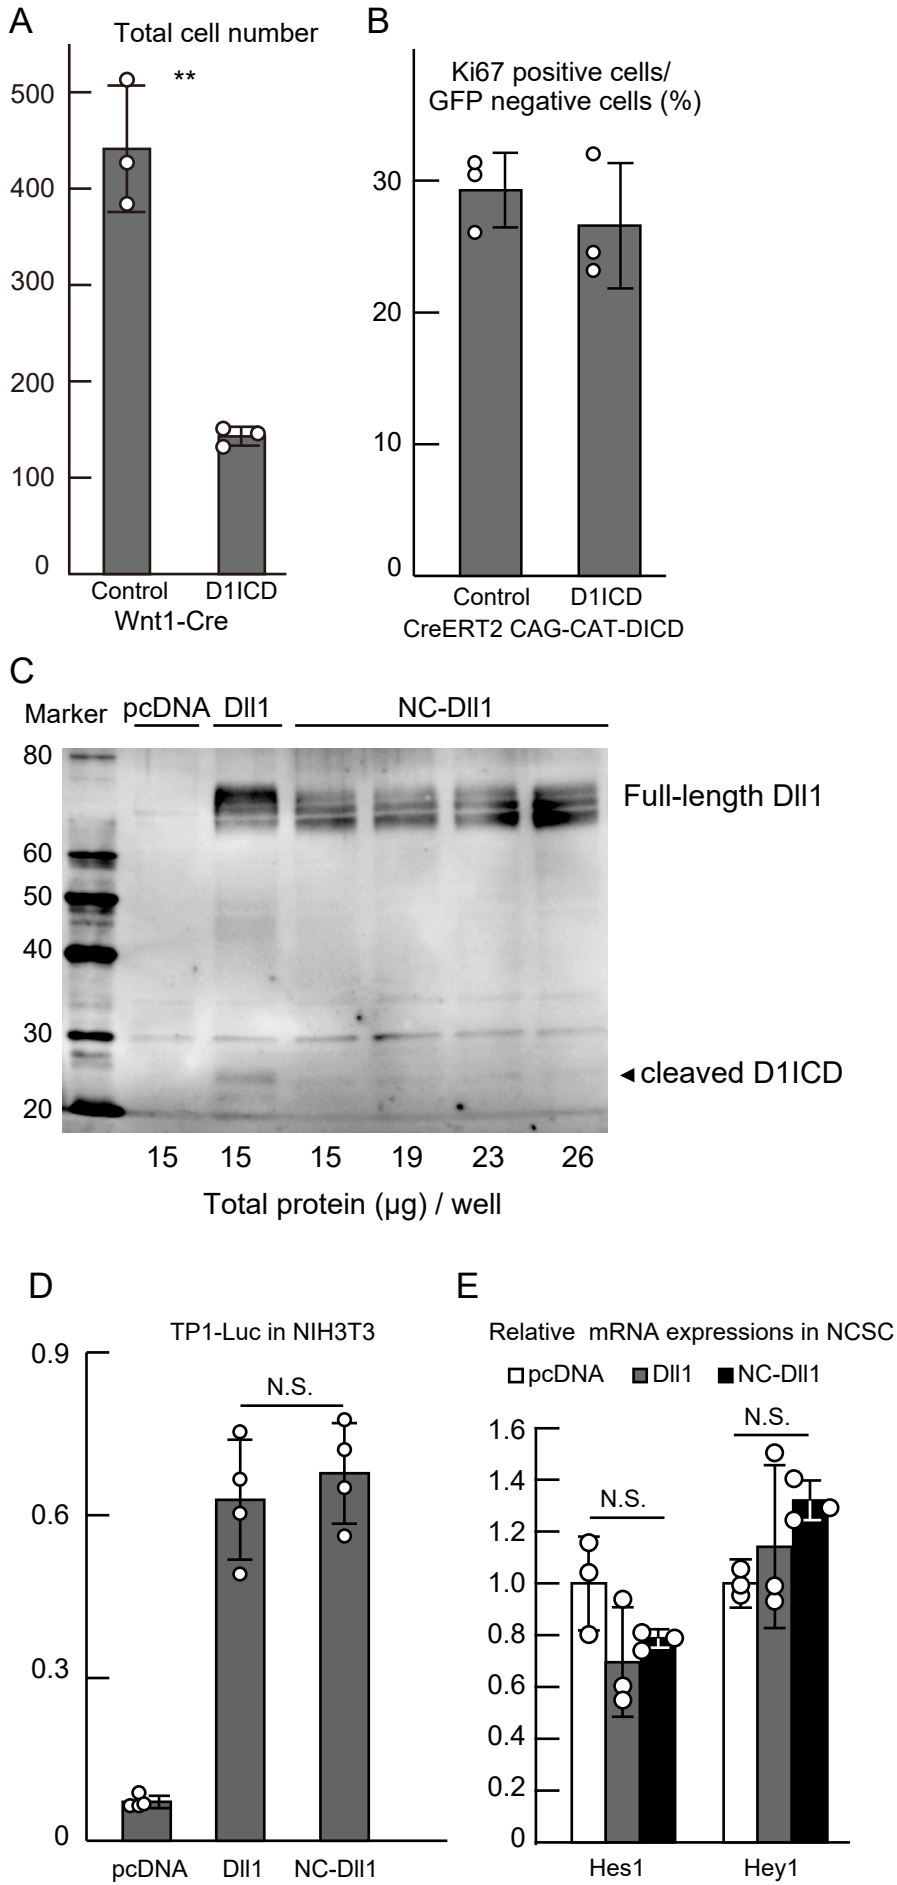 A
Total cell number
**
500
400
300
200
100
0
Control
D1ICD
Wnt1-Cre
B
Ki67 positive cells/
GFP negative cells (%)
30
20
10
0
Control
D1ICD
CreERT2 CAG-CAT-DICD
C
Marker
pcDNA
Dll1
NC-Dll1
80
60
50
40
30
20
Full-length Dll1
◄cleaved D1ICD
15 15 15 19 23 26
Total protein (μg) / well
D
TP1-Luc in NIH3T3
0.9
0.6
0.3
0
N.S.
pcDNA Dll1 NC-Dll1
E
Relative mRNA expressions in NCSC
pcDNA Dll1 NC-Dll1
1.6
1.4
1.2
1.0
0.8
0.6
0.4
0.2
0
N.S.
N.S.
Hes1 Hey1